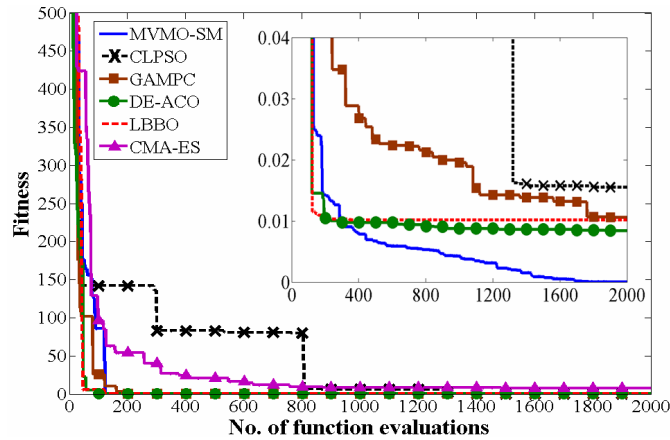 500
450
400
350
300
250
200
150
100
50
0
Fitness
MVMO-SM
CLPSO
GAMPC
DE-ACO
LBBO
CMA-ES
0.04
0.03
0.02
0.01
0
0 400 800 1200 1600 2000
0 200 400 600 800 1000 1200 1400 1600 1800 2000
No. of function evaluations